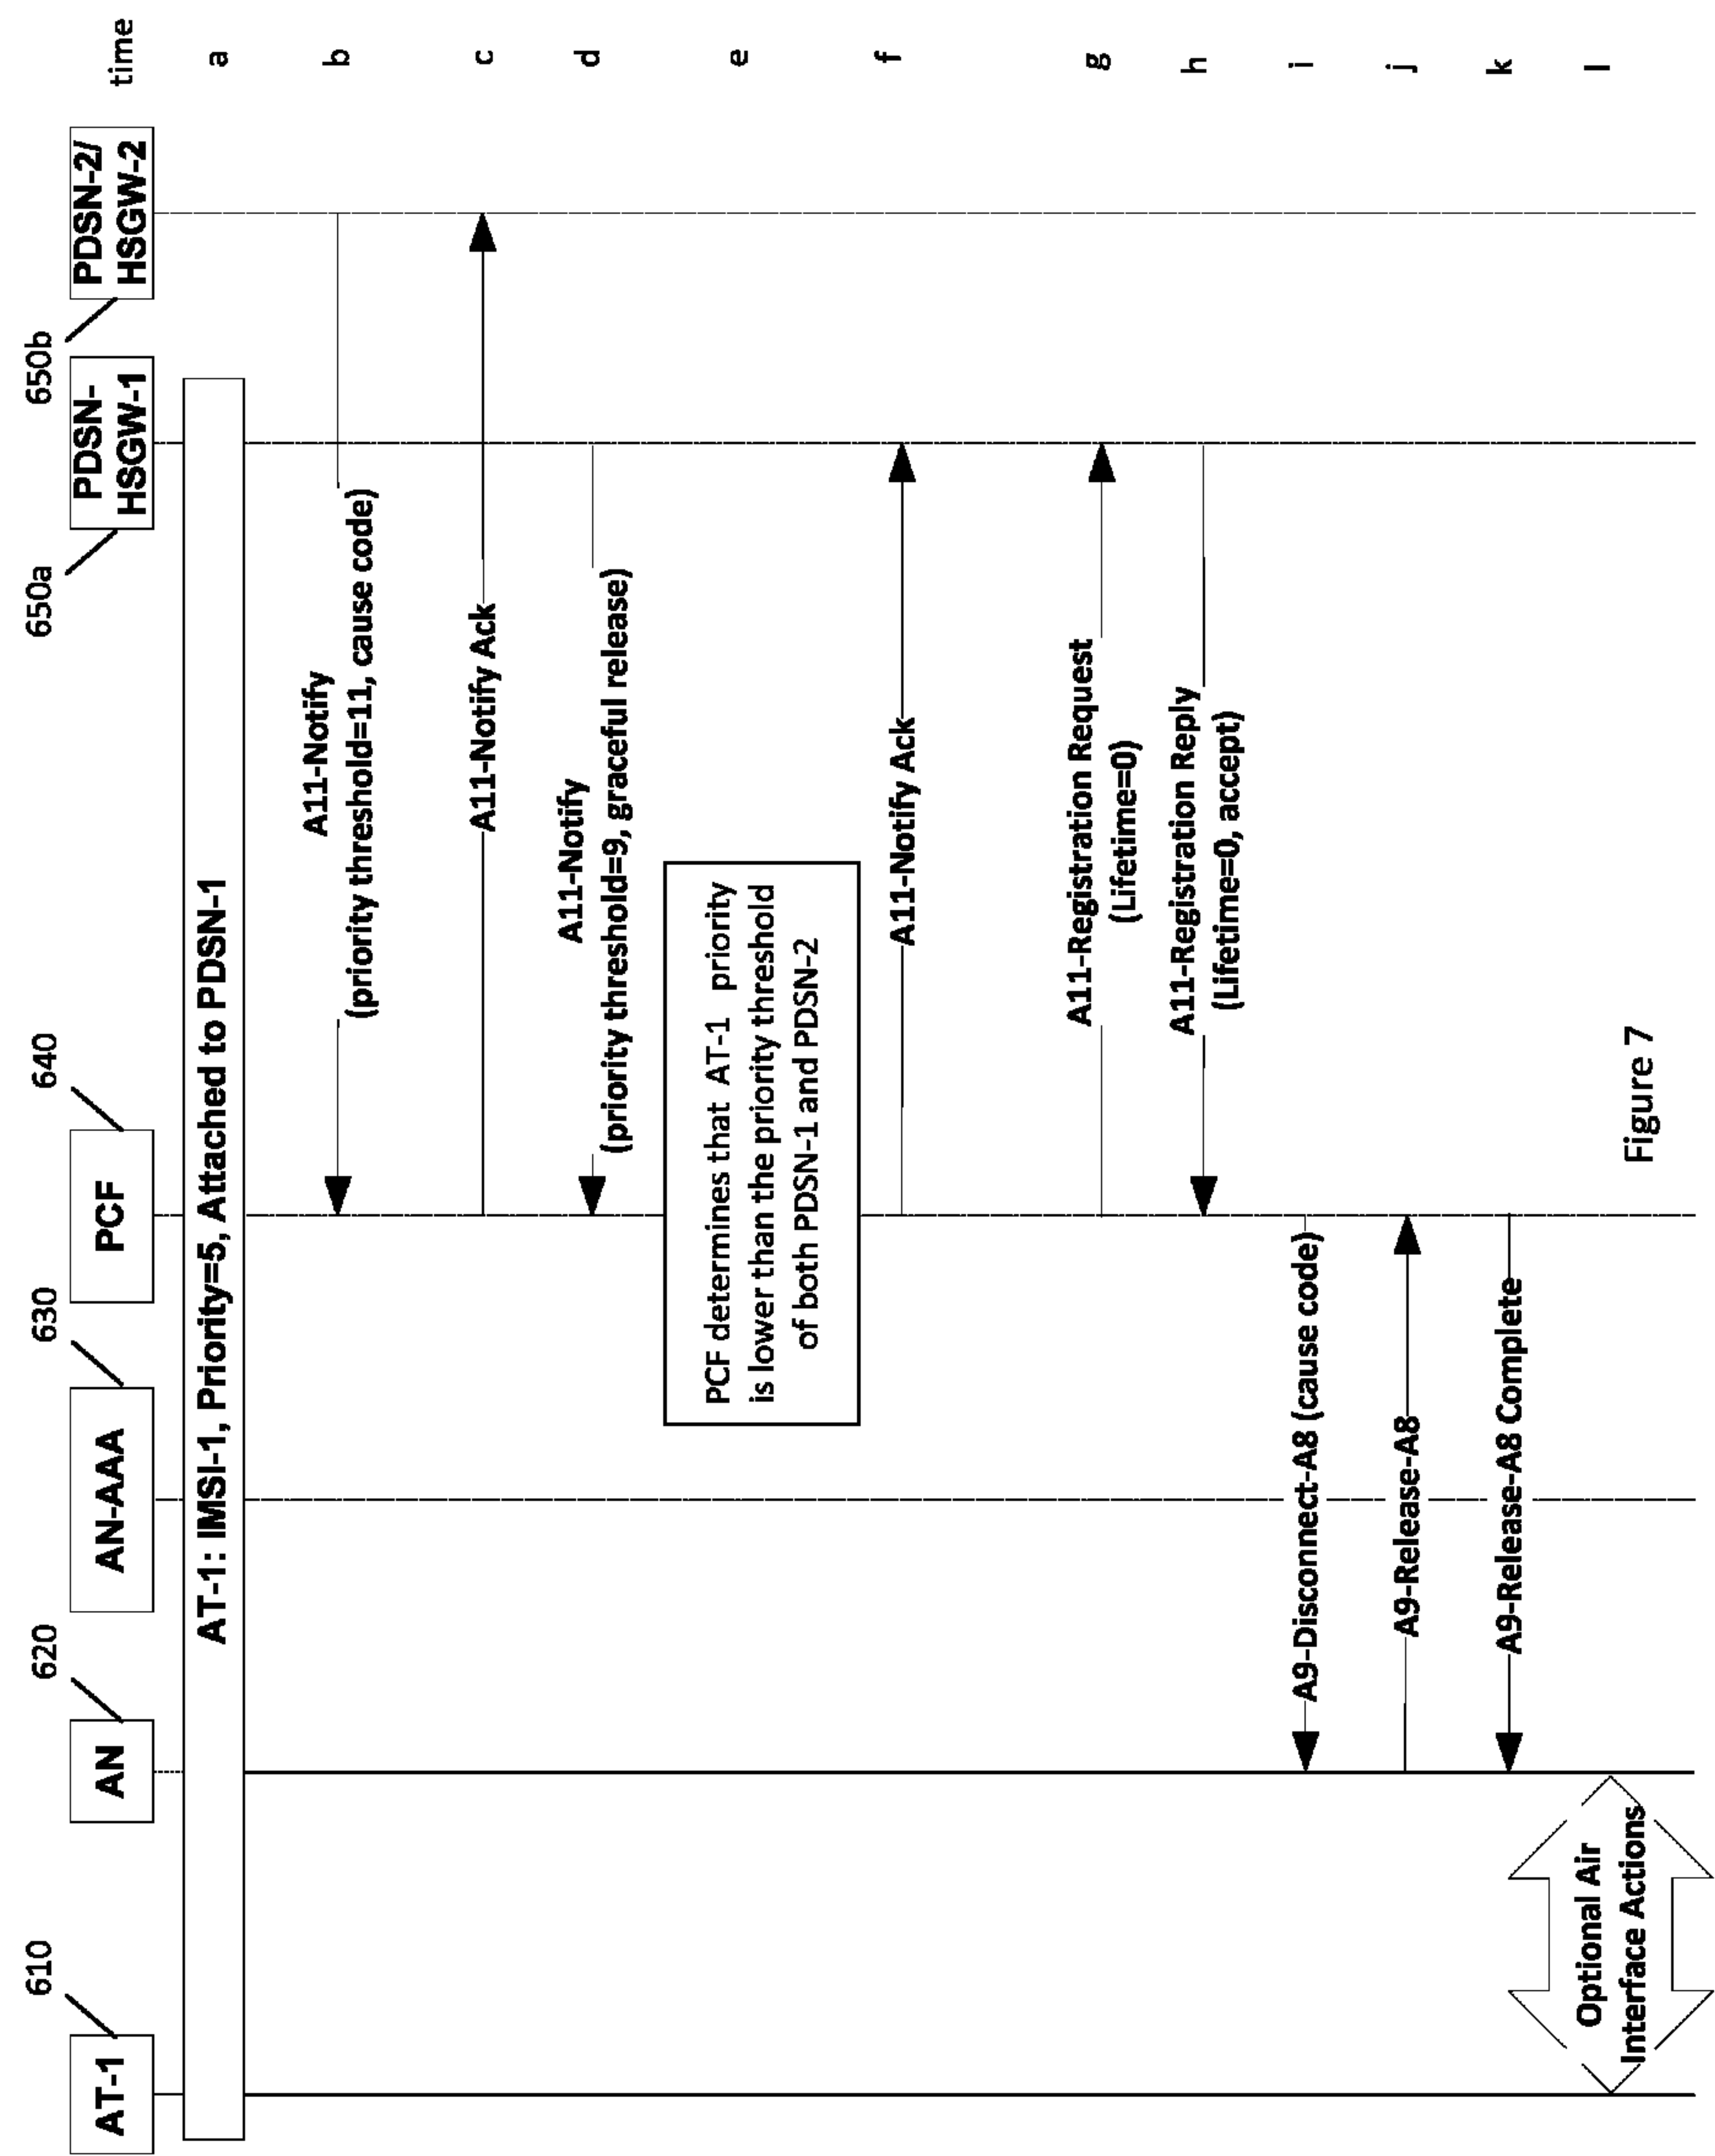 610
620
630
640
650a
650b
AT-1
AN
AN-AAA
PCF
PDSN-
HSGW-1
PDSN-2/
HSGW-2
time
AT-1: IMSI-1, Priority=5, Attached to PDSN-1
a
A11-Notify
(priority threshold=11, cause code)
b
A11-Notify Ack
c
A11-Notify
(priority threshold=9, graceful release)
d
PCF determines that AT-1 priority
is lower than the priority threshold
of both PDSN-1 and PDSN-2
e
A11-Notify Ack
f
A11-Registration Request
(Lifetime=0)
g
A11-Registration Reply
(Lifetime=0, accept)
h
A9-Disconnect-A8 (cause code)
i
A9-Release-A8
j
A9-Release-A8 Complete
k
Optional Air
Interface Actions
l
Figure 7